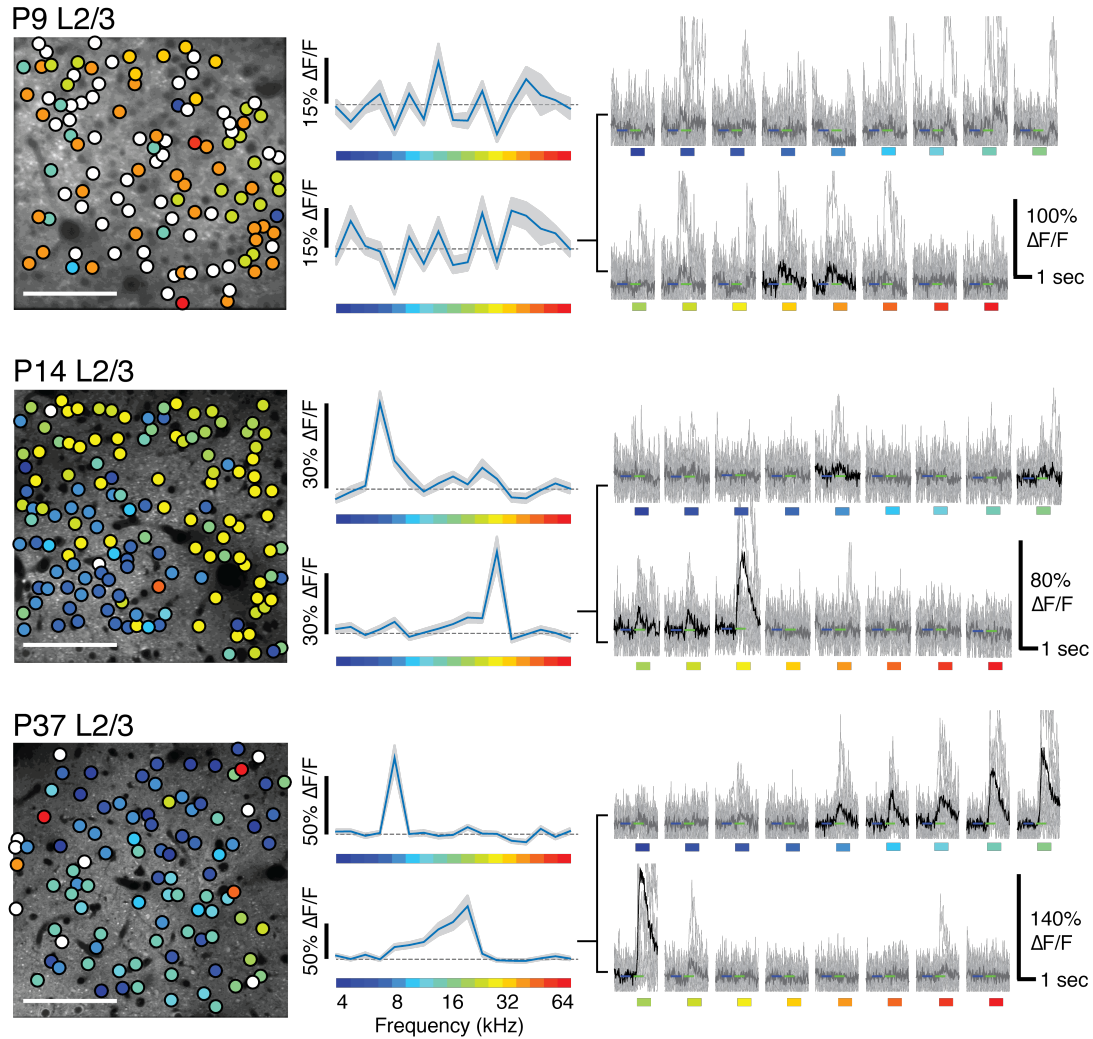 P9 L2/3
15% ΔF/F
15% ΔF/F
100%
ΔF/F
1 sec
P14 L2/3
30% ΔF/F
30% ΔF/F
80%
ΔF/F
1 sec
P37 L2/3
50% ΔF/F
50% ΔF/F
140%
ΔF/F
1 sec
4 8 16 32 64
Frequency (kHz)